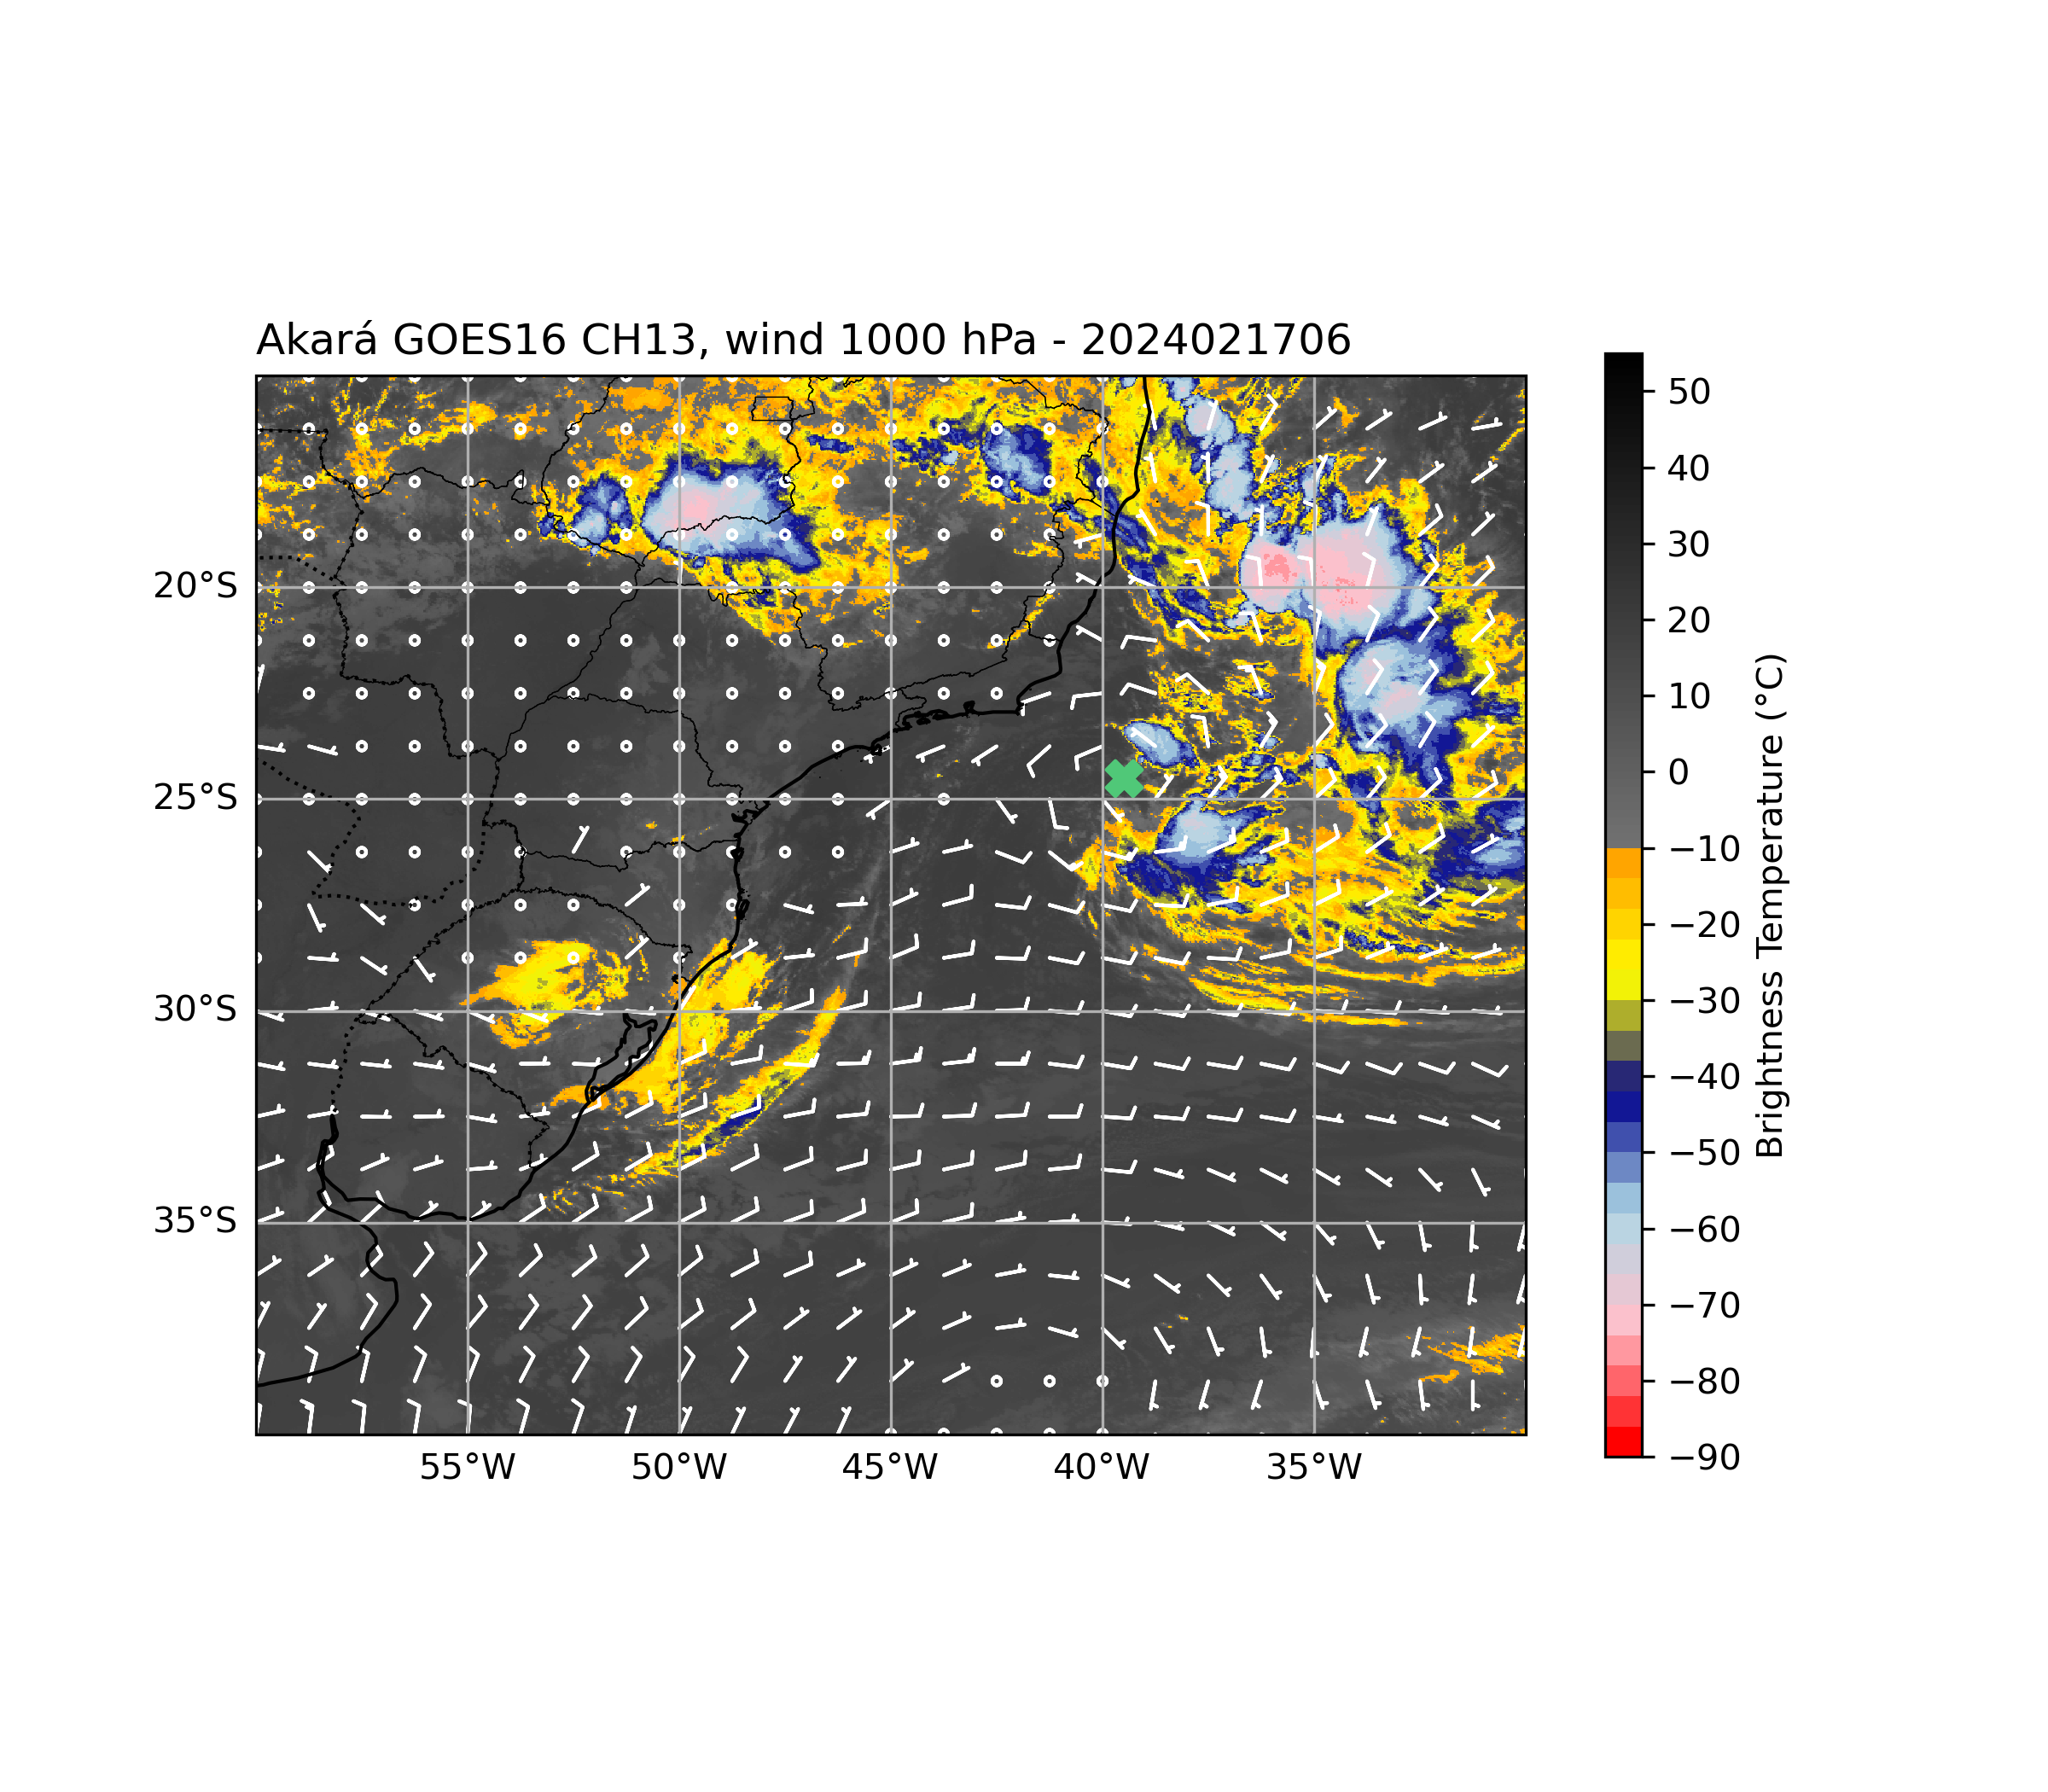 Akará GOES16 CH13, wind 1000 hPa - 2024021706
20°S
25°S
30°S
35°S
55°W
50°W
45°W
40°W
35°W
50
40
30
20
10
0
−10
−20
−30
−40
−50
−60
−70
−80
−90
Brightness Temperature (°C)